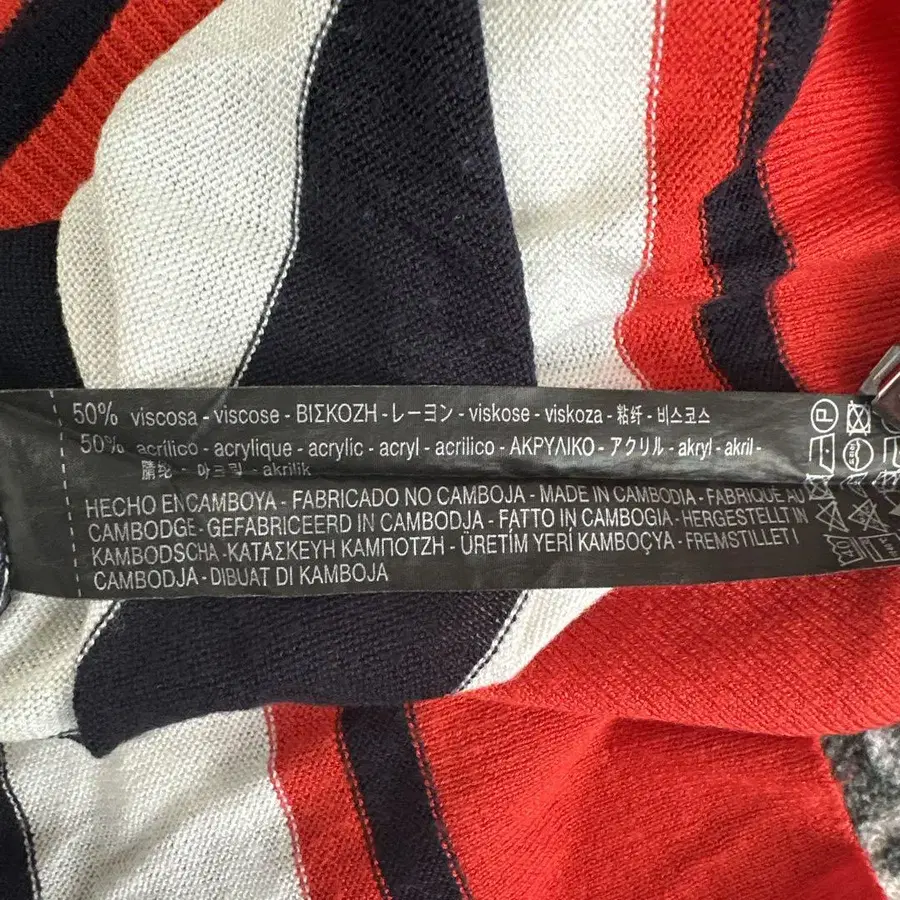 50% viscosa - viscose - ΒΙΣΚΟΖΗ - レーヨン - viskose - viskoza - 粘纤 - 비스코스
50% acrílico - acrylique - acrylic - acryl - acrilico - ΑΚΡΥΛΙΚΟ - アクリル - akryl - akril -
腈纶 - 아크릴 - akrilik
HECHO EN CAMBOYA - FABRICADO NO CAMBOJA - MADE IN CAMBODIA - FABRIQUE AU
CAMBODGE - GEFABRICEERD IN CAMBODJA - FATTO IN CAMBOGIA - HERGESTELLT IN
KAMBODSCHA - ΚΑΤΑΣΚΕΥΗ ΚΑΜΠΟΤΖΗ - ÜRETİM YERİ KAMBOÇYA - FREMSTILLET I
CAMBODJA - DIBUAT DI KAMBOJA